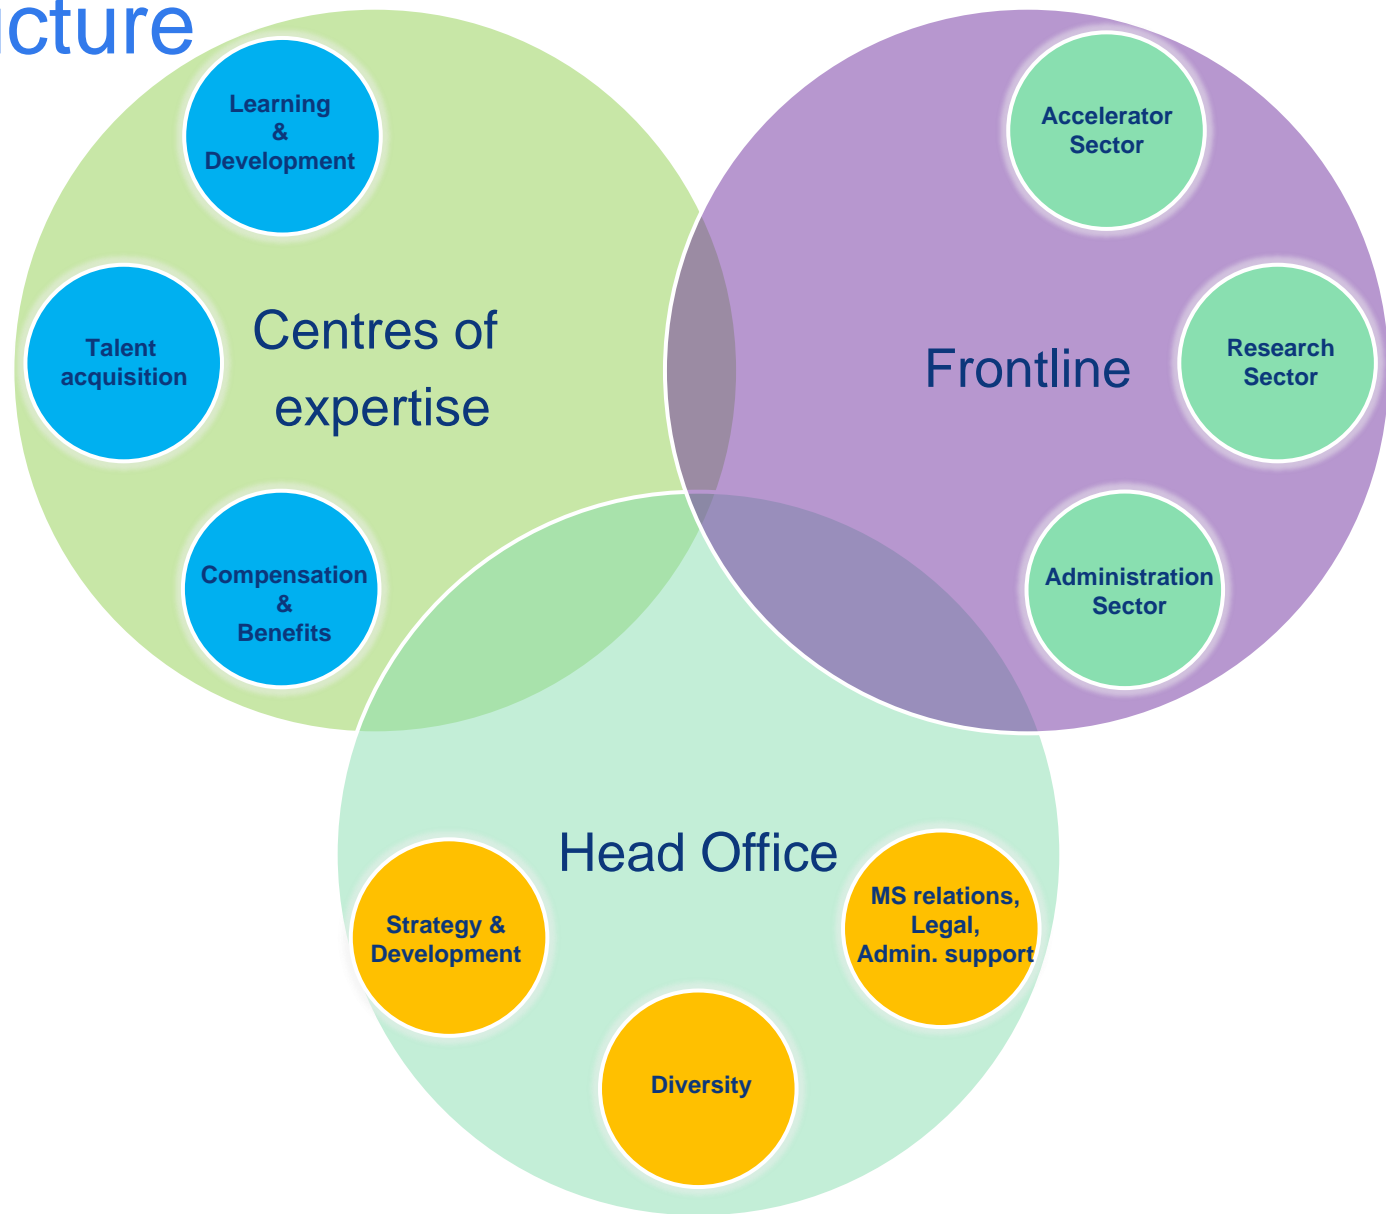 Learning
&
Development
Talent
acquisition
Centres of
expertise
Compensation
&
Benefits
Accelerator
Sector
Frontline
Research
Sector
Administration
Sector
Head Office
Strategy &
Development
MS relations,
Legal,
Admin. support
Diversity